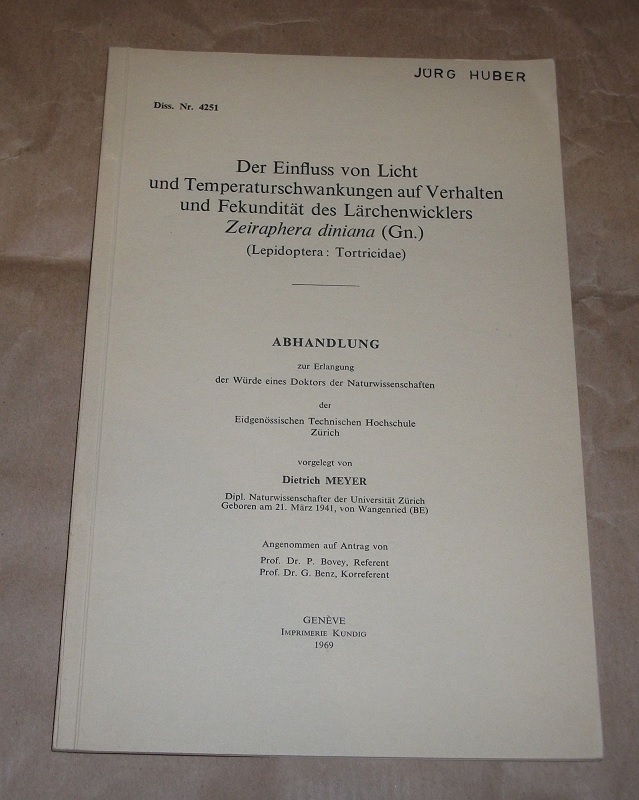 JÜRG HUBER
Diss. Nr. 4251
Der Einfluss von Licht
und Temperaturschwankungen auf Verhalten
und Fekundität des Lärchenwicklers
Zeiraphera diniana (Gn.)
(Lepidoptera: Tortricidae)
ABHANDLUNG
zur Erlangung
der Würde eines Doktors der Naturwissenschaften
der
Eidgenössischen Technischen Hochschule
Zürich
vorgelegt von
Dietrich MEYER
Dipl. Naturwissenschafter der Universität Zürich
Geboren am 21. März 1941, von Wangenried (BE)
Angenommen auf Antrag von
Prof. Dr. P. Bovey, Referent
Prof. Dr. G. Benz, Korreferent
GENÈVE
IMPRIMERIE KUNDIG
1969